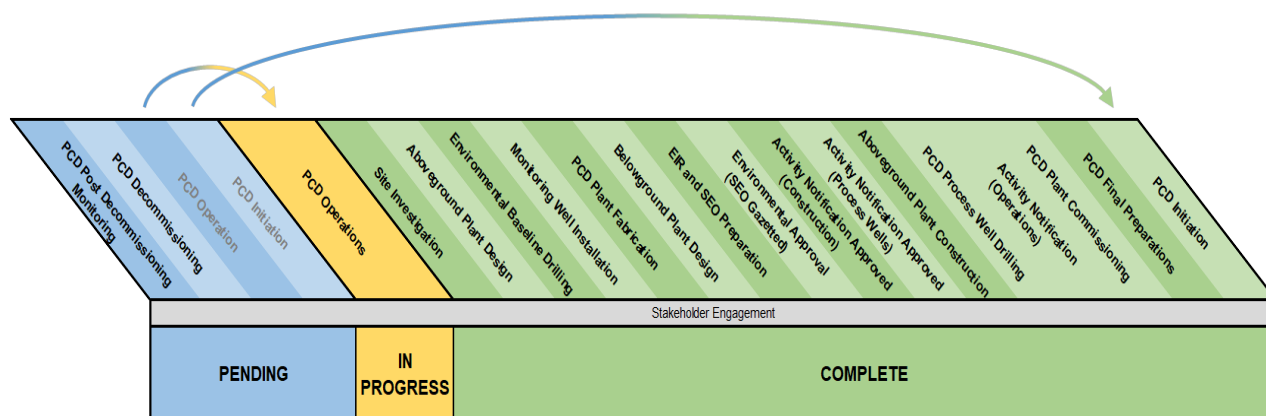 PCD Post Decommissioning
Monitoring
PCD Decommissioning
PCD Operation
PCD Initiation
PCD Operations
Site Investigation
Aboveground Plant Design
Environmental Baseline Drilling
Monitoring Well Installation
PCD Plant Fabrication
Belowground Plant Design
EIR and SEO Preparation
Environmental Approval
(SEO Gazetted)
Activity Notification Approved
(Construction)
Activity Notification Approved
(Process Wells)
Aboveground Plant Construction
PCD Process Well Drilling
Activity Notification
(Operations)
PCD Plant Commissioning
PCD Final Preparations
PCD Initiation
Stakeholder Engagement
PENDING
IN
PROGRESS
COMPLETE